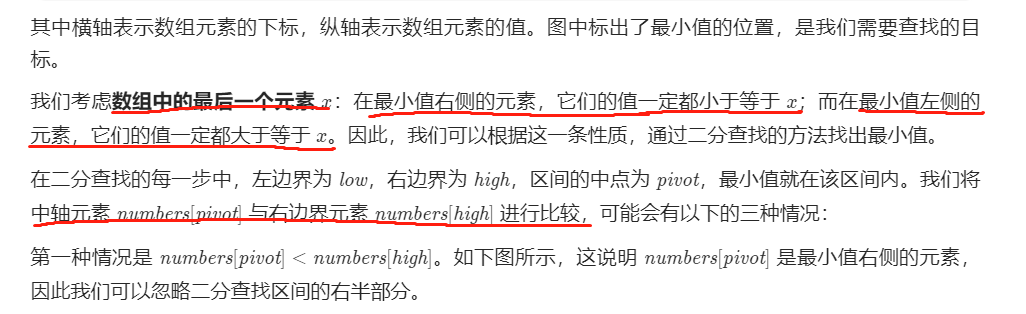 其中横轴表示数组元素的下标，纵轴表示数组元素的值。图中标出了最小值的位置，是我们需要查找的目
标。
我们考虑数组中的最后一个元素 x：在最小值右侧的元素，它们的值一定都小于等于 x；而在最小值左侧的
元素，它们的值一定都大于等于 x。因此，我们可以根据这一条性质，通过二分查找的方法找出最小值。
在二分查找的每一步中，左边界为 low，右边界为 high，区间的中点为 pivot，最小值就在该区间内。我们将
中轴元素 numbers[pivot] 与右边界元素 numbers[high] 进行比较，可能会有以下的三种情况：
第一种情况是 numbers[pivot] < numbers[high]。如下图所示，这说明 numbers[pivot] 是最小值右侧的元素，
因此我们可以忽略二分查找区间的右半部分。